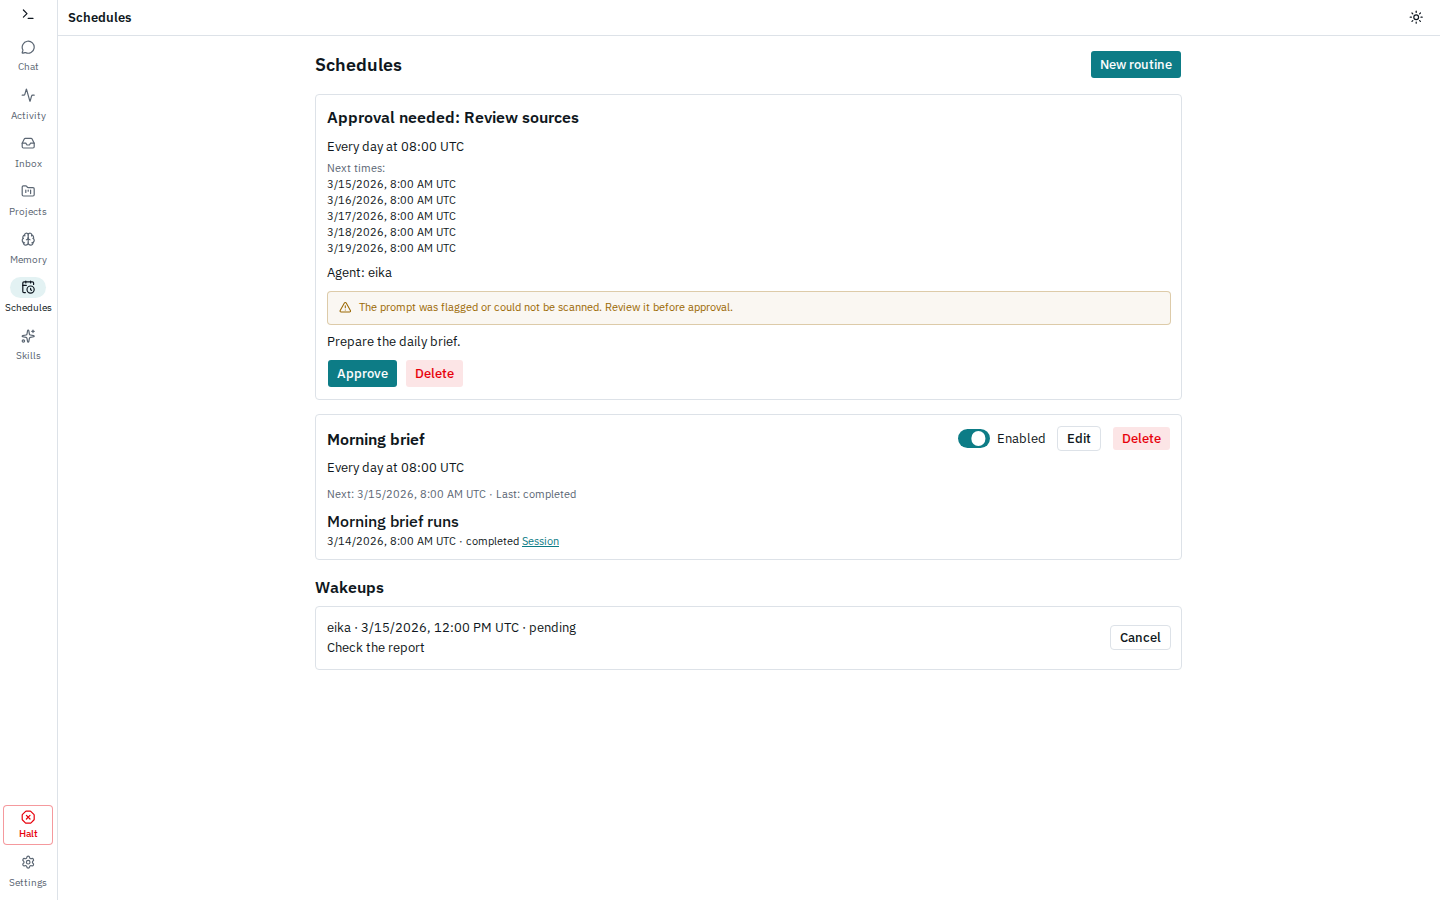 Schedules
Chat
Activity
Inbox
Projects
Memory
Schedules
Skills
Halt
Settings
Schedules
New routine
Approval needed: Review sources
Every day at 08:00 UTC
Next times:
3/15/2026, 8:00 AM UTC
3/16/2026, 8:00 AM UTC
3/17/2026, 8:00 AM UTC
3/18/2026, 8:00 AM UTC
3/19/2026, 8:00 AM UTC
Agent: eika
The prompt was flagged or could not be scanned. Review it before approval.
Prepare the daily brief.
Approve Delete
Morning brief Enabled Edit Delete
Every day at 08:00 UTC
Next: 3/15/2026, 8:00 AM UTC · Last: completed
Morning brief runs
3/14/2026, 8:00 AM UTC · completed Session
Wakeups
eika · 3/15/2026, 12:00 PM UTC · pending
Check the report
Cancel